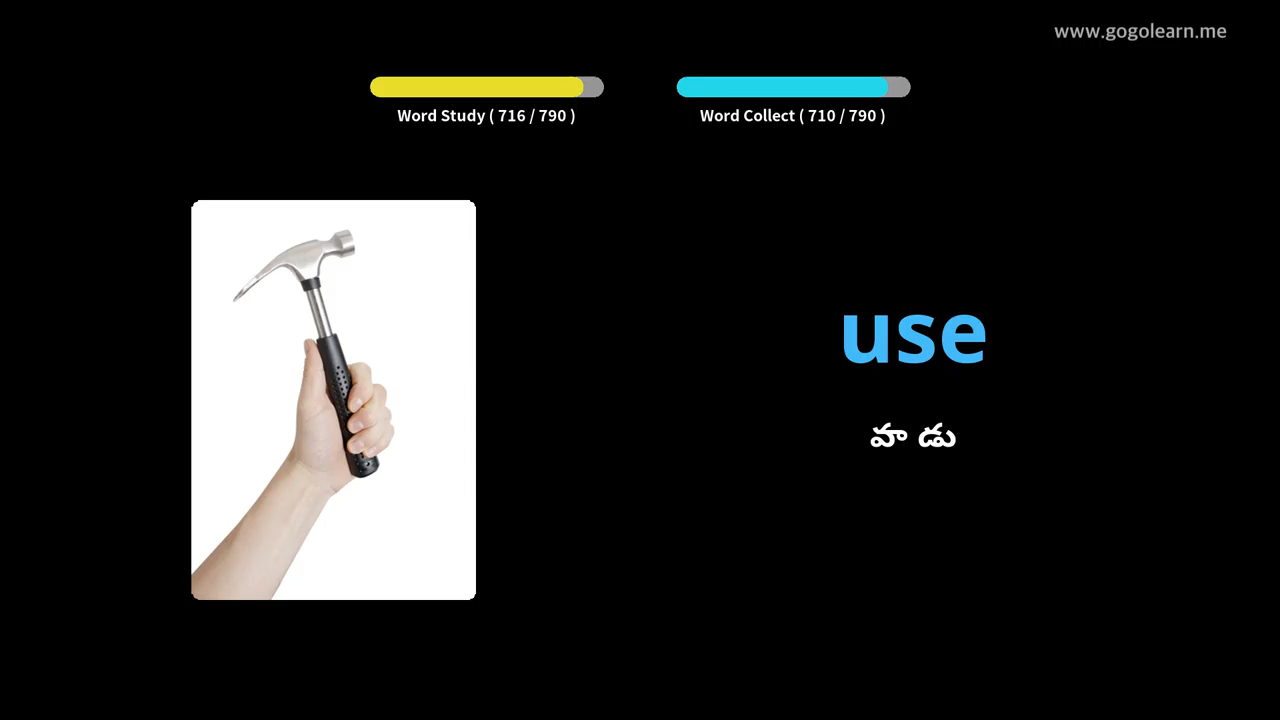 www.gogolearn.me
Word Study ( 716 / 790 )
Word Collect ( 710 / 790 )
use
వా డు